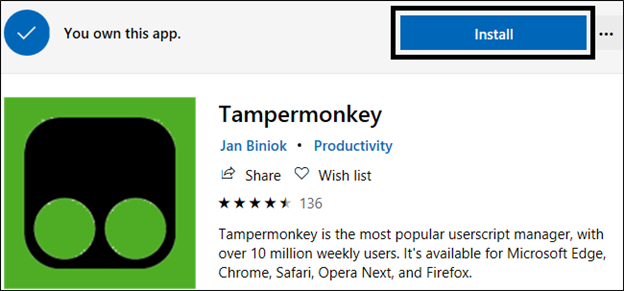 You own this app.
Install
Tampermonkey
Jan Biniok • Productivity
Share Wish list
136
Tampermonkey is the most popular userscript manager, with
over 10 million weekly users. It's available for Microsoft Edge,
Chrome, Safari, Opera Next, and Firefox.